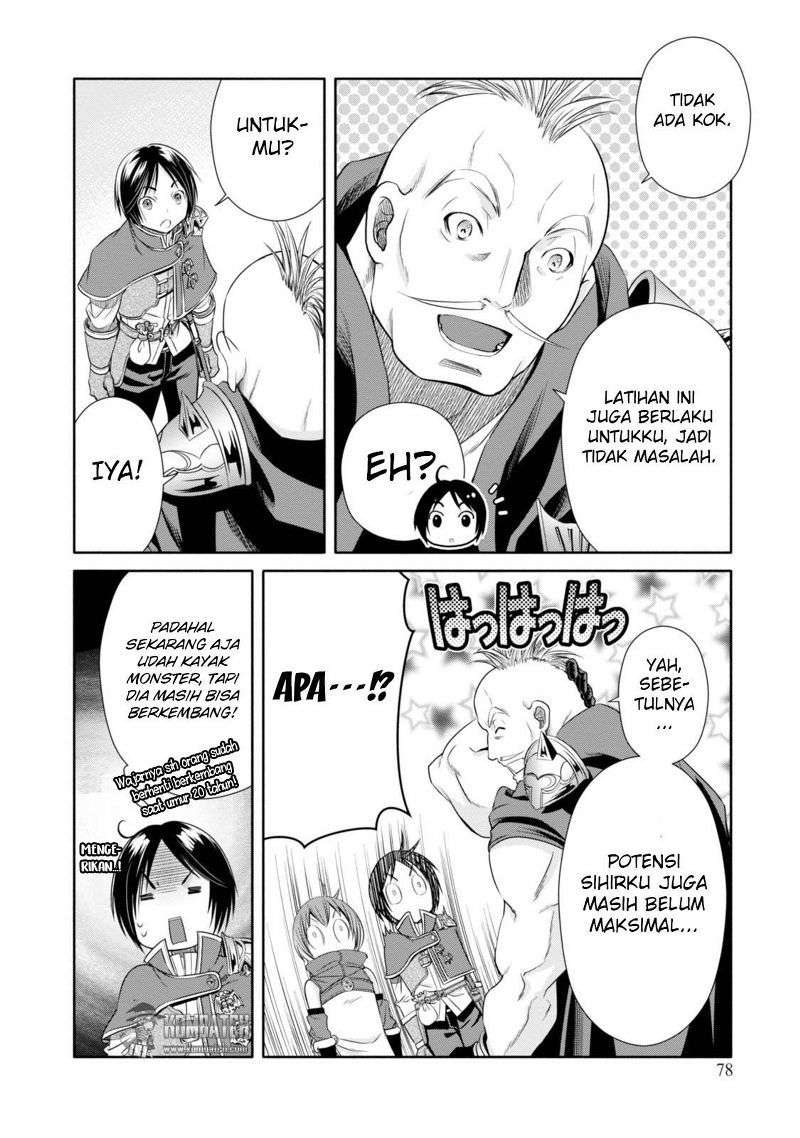 TIDAK
ADA KOK.
LATIHAN INI
JUGA BERLAKU
UNTUKKU, JADI
TIDAK MASALAH.
EH?
UNTUK-
MU?
IYA!
はっはっはっ
YAH,
SEBE-
TULNYA
...
POTENSI
SIHIRKU JUGA
MASIH BELUM
MAKSIMAL...
APA---!?
PADAHAL
SEKARANG AJA
UDAH KAYAK
MONSTER, TAPI
DIA MASIH BISA
BERKEMBANG!
Wajarnya sih orang sudah
berhenti berkembang
saat umur 20 tahun!
MENGE-
RIKAN..!
KOMBATCH
78